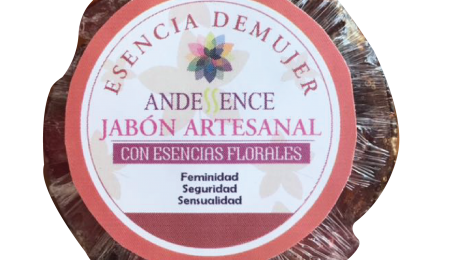 ESENCIA DEMUJER
ANDESSENCE
JABÓN ARTESANAL
CON ESENCIAS FLORALES
Feminidad
Seguridad
Sensualidad